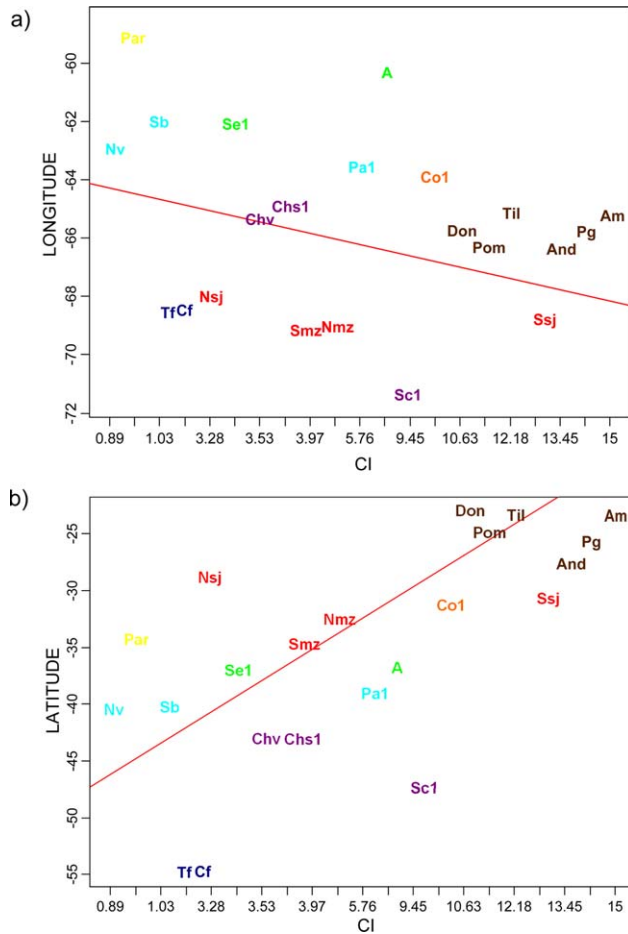 a)
Par
-60
A
-62
Sb
Se1
Nv
Pa1
Co1
-64
Chs1
Til
Chv
Am
LONGITUDE
Don
Pg
-66
Pom
And
Nsj
-68
TfCf
Smz
Nmz
Ssj
-70
Sc1
-72
0.89 1.03 3.28 3.53 3.97 5.76 9.45 10.63 12.18 13.45 15
CI
b)
Don
Til
Am
-25
Pom
Pg
And
Nsj
-30
Ssj
Co1
Nmz
Par
Smz
-35
Se1
A
Pa1
LATITUDE
-40
Nv
Sb
Chv Chs1
-45
Sc1
-50
-55
Tf Cf
0.89 1.03 3.28 3.53 3.97 5.76 9.45 10.63 12.18 13.45 15
CI